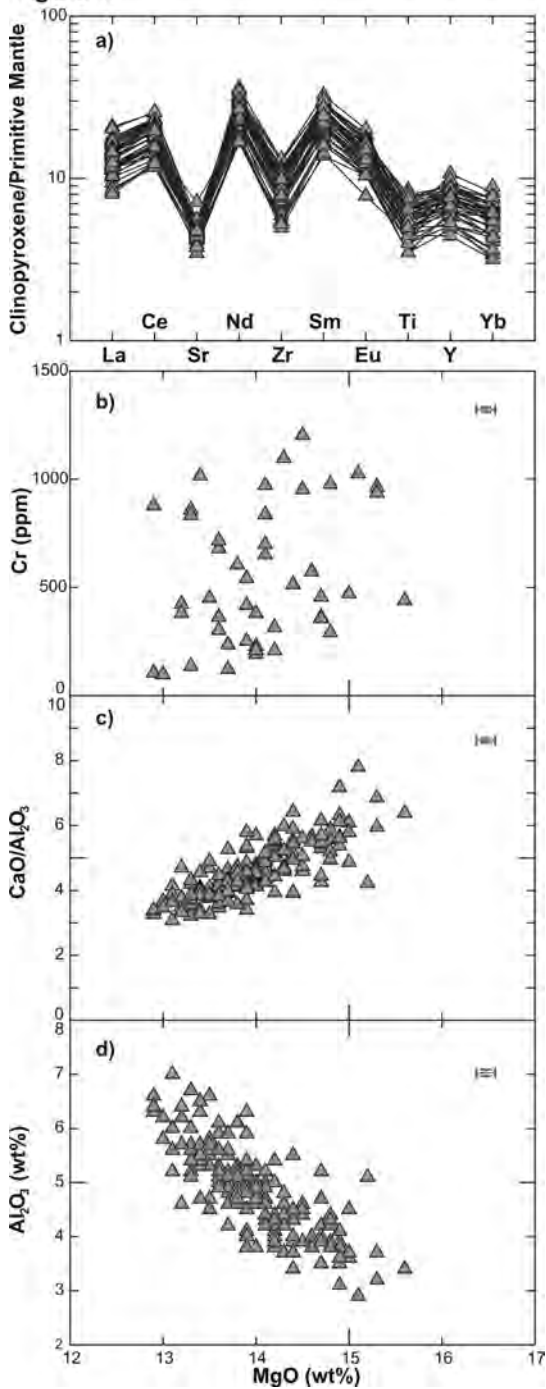 100
a)
Clinopyroxene/Primitive Mantle
10
1
Ce Nd Sm Ti Yb
La Sr Zr Eu Y
1500
b)
Cr (ppm)
1000
500
0
10
c)
CaO/Al₂O₃
8
6
4
2
0
8
d)
Al₂O₃ (wt%)
7
6
5
4
3
2
12 13 14 15 16 17
MgO (wt%)